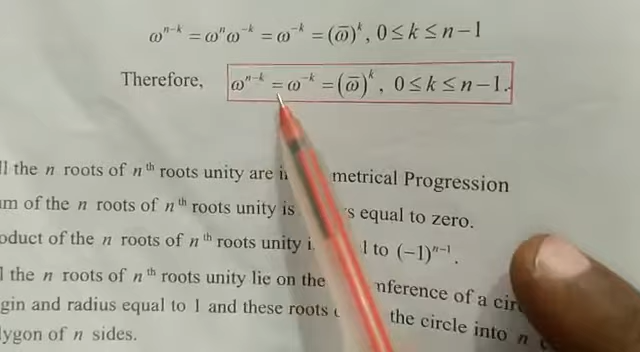 ω^{n-k} = ω^n ω^{-k} = ω^{-k} = (ω̅)^k, 0 ≤ k ≤ n−1
Therefore, ω^{n-k} = ω^{-k} = (ω̅)^k, 0 ≤ k ≤ n−1.
ll the n roots of n^{th} roots unity are i metrical Progression
um of the n roots of n^{th} roots unity is s equal to zero.
oduct of the n roots of n^{th} roots unity i l to (−1)^{n−1}.
l the n roots of n^{th} roots unity lie on the mference of a cir
gin and radius equal to 1 and these roots the circle into n
lygon of n sides.